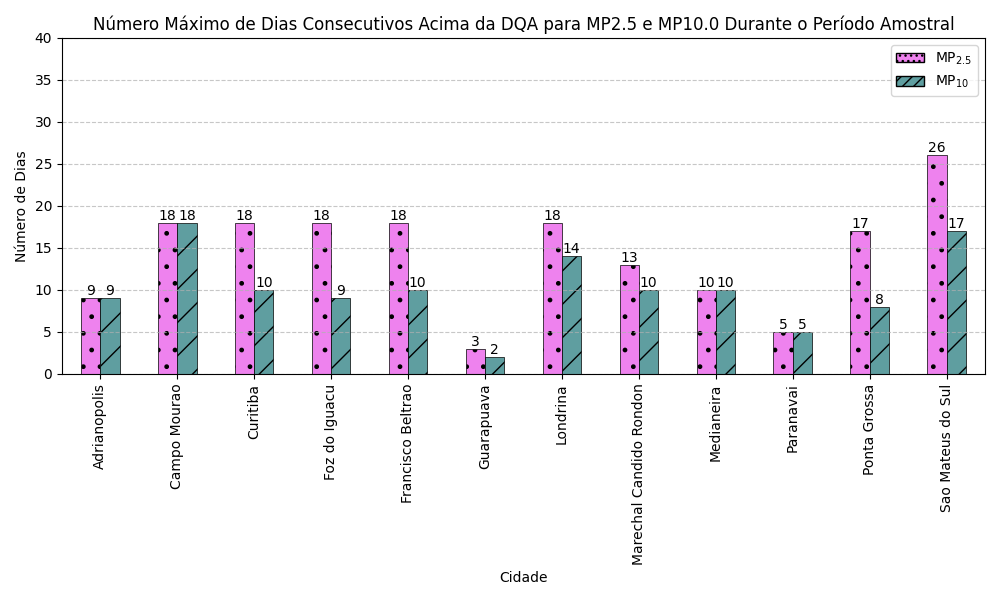 Número Máximo de Dias Consecutivos Acima da DQA para MP2.5 e MP10.0 Durante o Período Amostral
40
35
30
25
20
15
10
5
0
Número de Dias
MP2.5
MP10
9 9
18 18
18 10
18 9
18 10
3 2
18 14
13 10
10 10
5 5
17 8
26 17
Adrianopolis
Campo Mourao
Curitiba
Foz do Iguacu
Francisco Beltrao
Guarapuava
Londrina
Marechal Candido Rondon
Medianeira
Paranavai
Ponta Grossa
Sao Mateus do Sul
Cidade